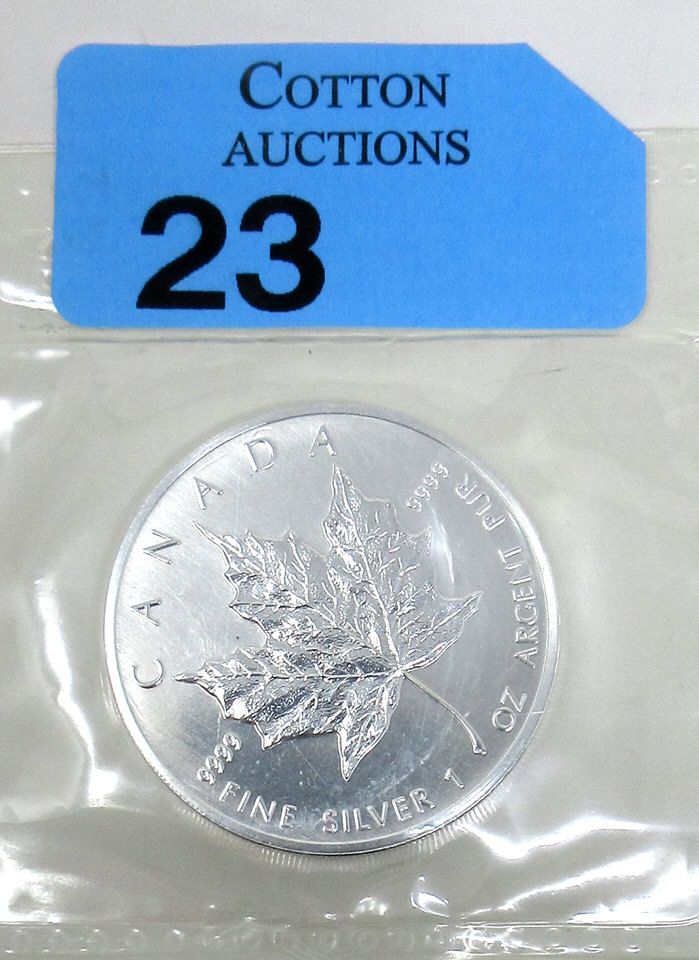 COTTON
AUCTIONS
23
CANADA
9999
9999
FINE SILVER 1 OZ ARGENT PUR